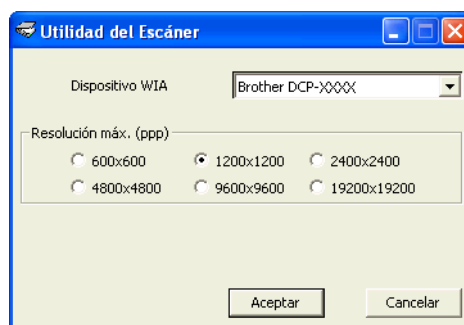 Utilidad del Escáner
Dispositivo WIA Brother DCP-XXXX
Resolución máx. (ppp)
600x600 1200x1200 2400x2400
4800x4800 9600x9600 19200x19200
Aceptar Cancelar